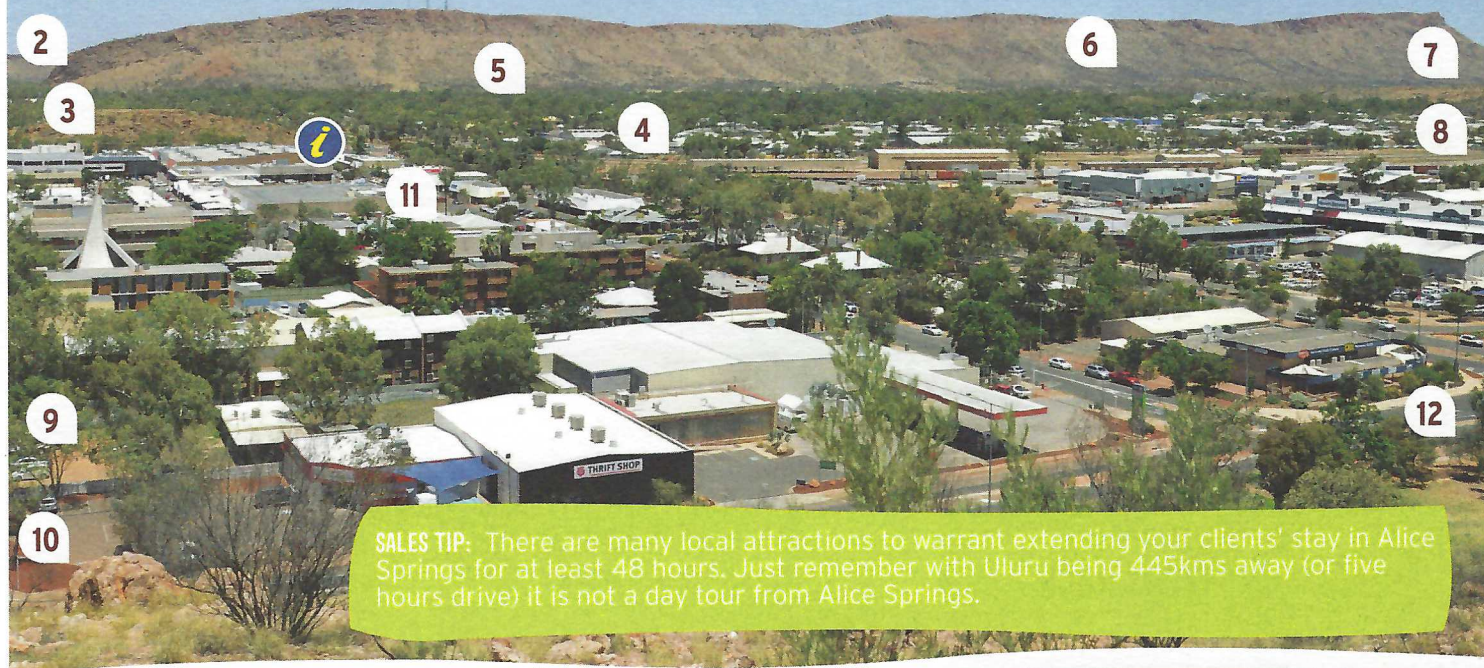 2
3
5
6
7
4
8
i
11
9
12
10
THRIFT SHOP
SALES TIP: There are many local attractions to warrant extending your clients' stay in Alice
Springs for at least 48 hours. Just remember with Uluru being 445kms away (or five
hours drive) it is not a day tour from Alice Springs.